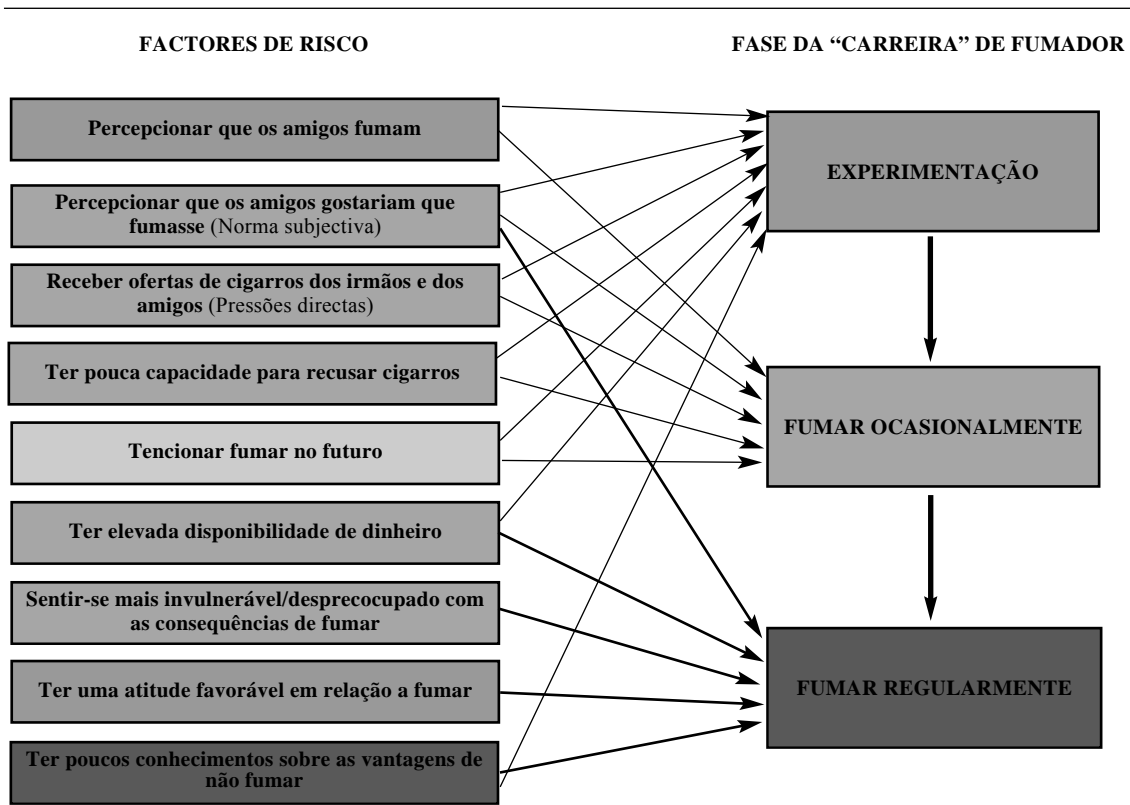 FACTORES DE RISCO
FASE DA “CARREIRA” DE FUMADOR
Percepcionar que os amigos fumam
Percepcionar que os amigos gostariam que
fumasse (Norma subjectiva)
Receber ofertas de cigarros dos irmãos e dos
amigos (Pressões directas)
Ter pouca capacidade para recusar cigarros
Tencionar fumar no futuro
Ter elevada disponibilidade de dinheiro
Sentir-se mais invulnerável/desprecocupado com
as consequências de fumar
Ter uma atitude favorável em relação a fumar
Ter poucos conhecimentos sobre as vantagens de
não fumar
EXPERIMENTAÇÃO
FUMAR OCASIONALMENTE
FUMAR REGULARMENTE